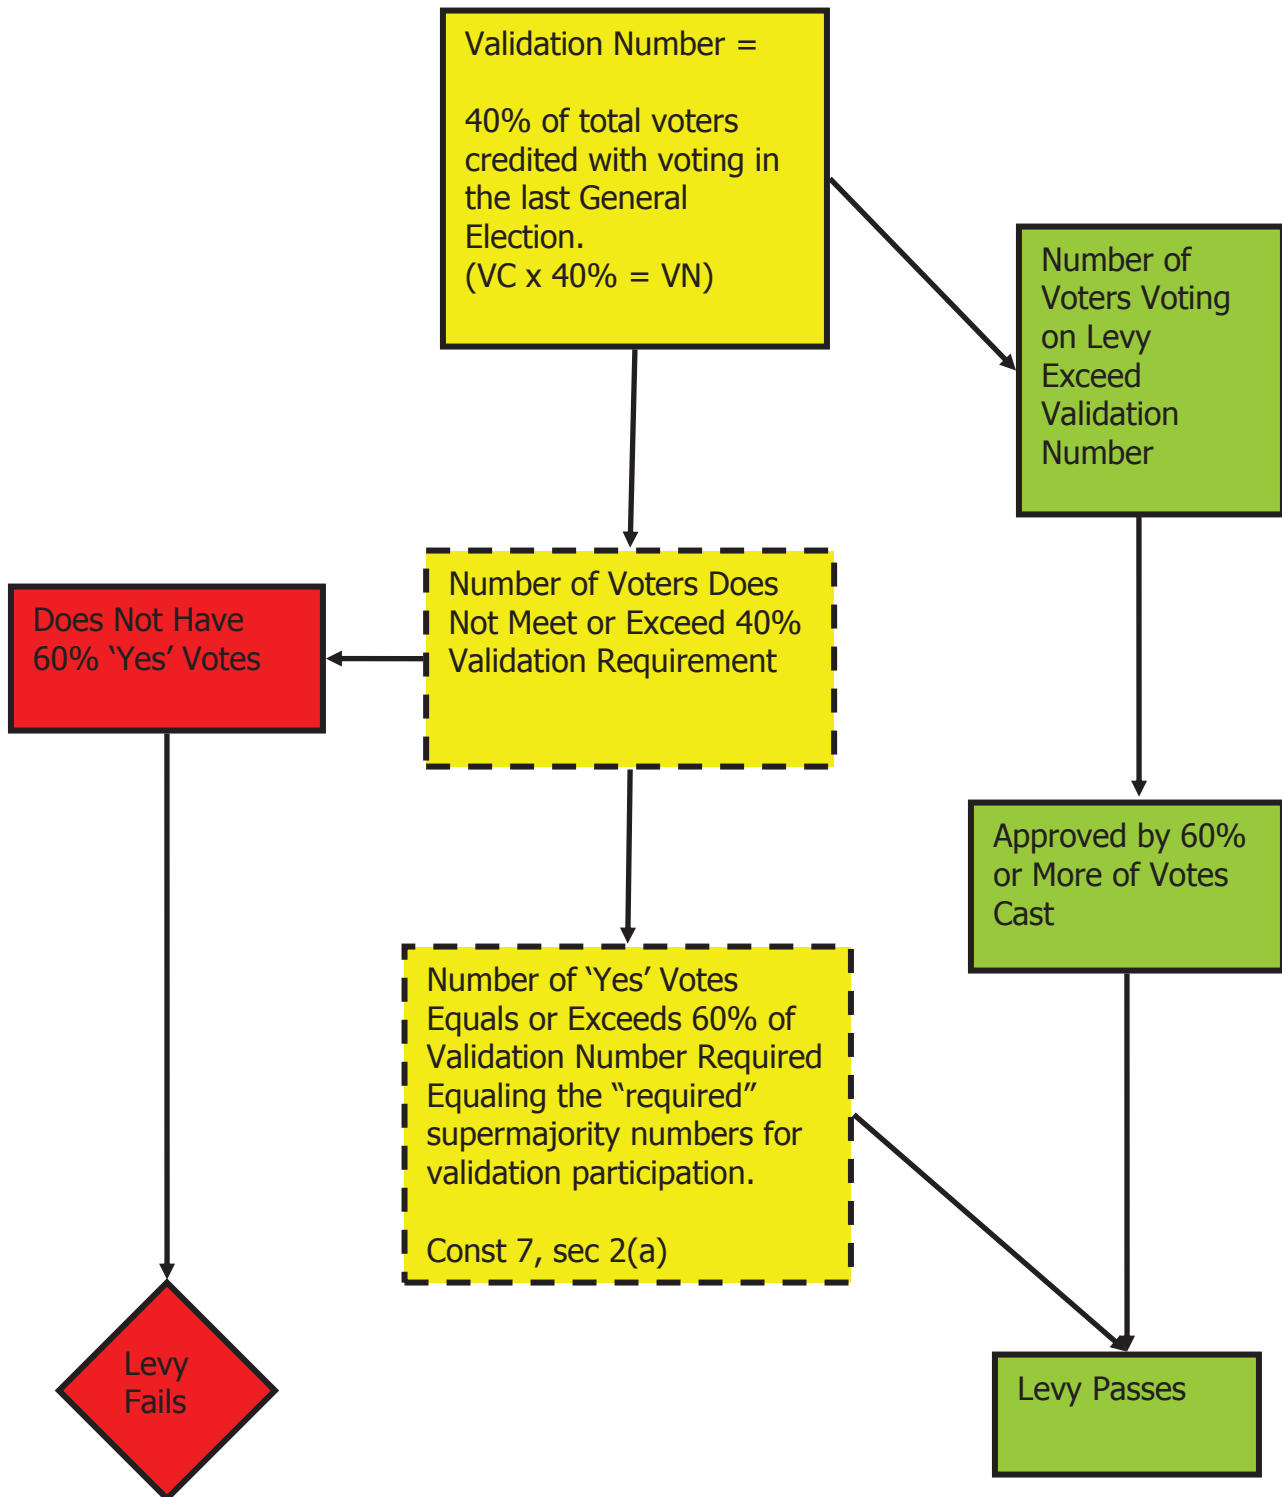 Validation Number =
40% of total voters
credited with voting in
the last General
Election.
(VC x 40% = VN)
Number of
Voters Voting
on Levy
Exceed
Validation
Number
Number of Voters Does
Not Meet or Exceed 40%
Validation Requirement
Does Not Have
60% ‘Yes’ Votes
Approved by 60%
or More of Votes
Cast
Number of ‘Yes’ Votes
Equals or Exceeds 60% of
Validation Number Required
Equaling the “required”
supermajority numbers for
validation participation.
Const 7, sec 2(a)
Levy
Fails
Levy Passes